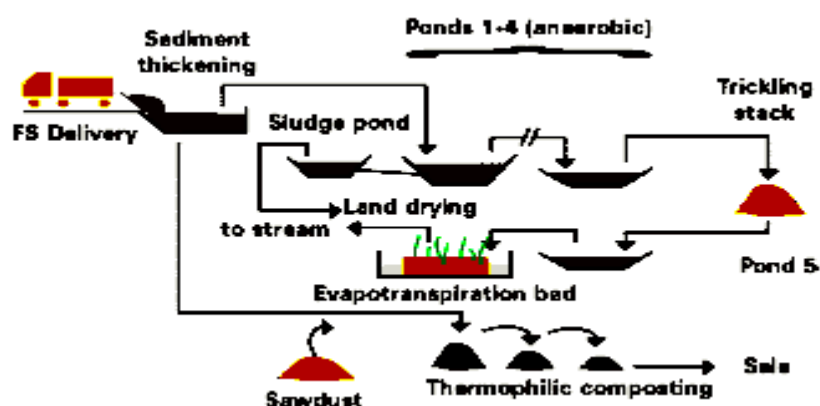 Ponds 1-4 (anaerobic)
Sediment
thickening
Trickling
stack
FS Delivery
Sludge pond
Land drying
to stream
Pond 5
Evapotranspiration bed
Thermophilic composting
Sale
Sawdust